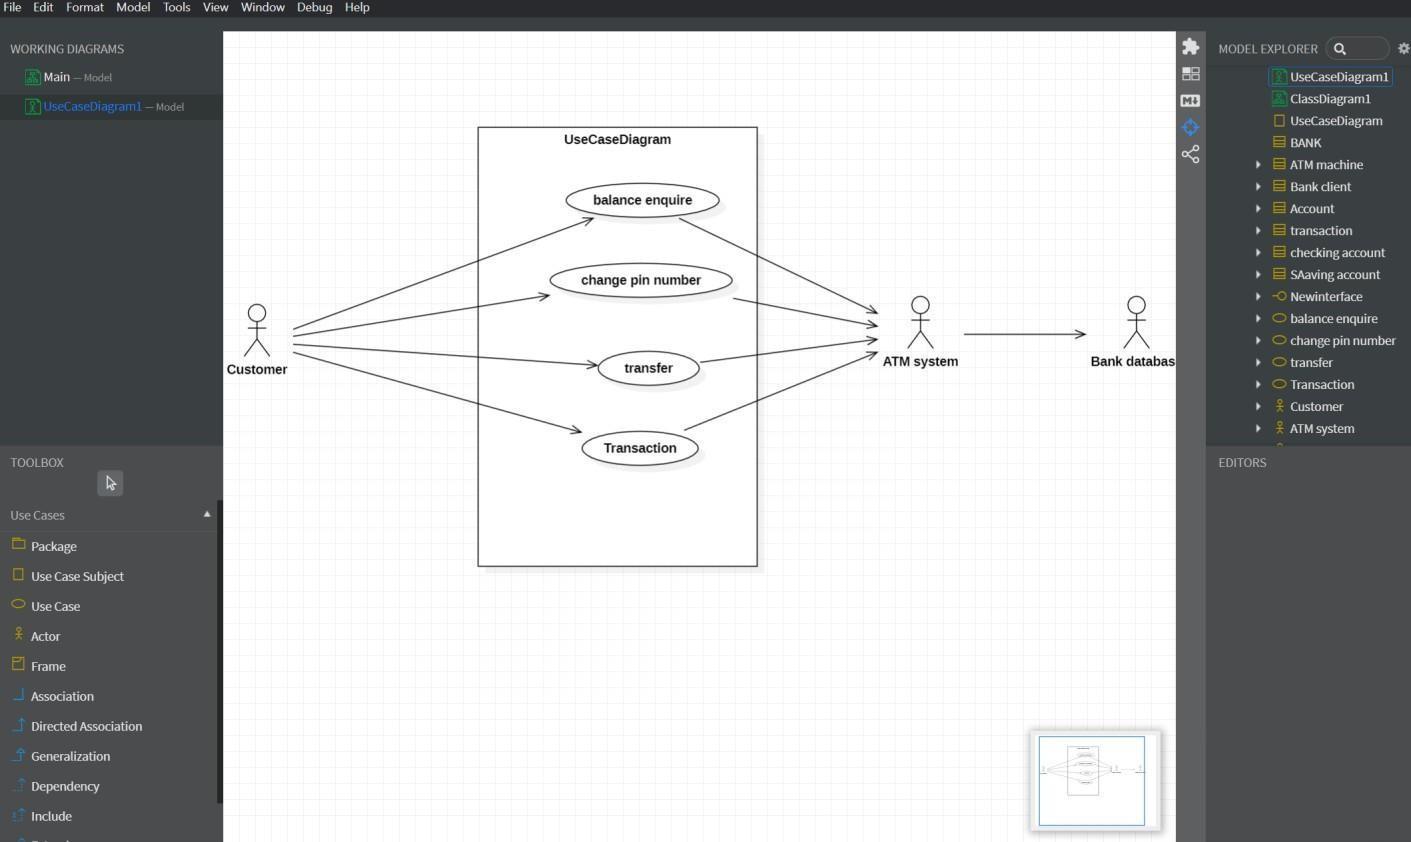 File Edit Format Model Tools View Window Debug Help
WORKING DIAGRAMS
Main — Model
UseCaseDiagram1 — Model
TOOLBOX
Use Cases
Package
Use Case Subject
Use Case
Actor
Frame
Association
Directed Association
Generalization
Dependency
Include
UseCaseDiagram
balance enquire
change pin number
transfer
Transaction
Customer
ATM system
Bank databas
M
MODEL EXPLORER
UseCaseDiagram1
ClassDiagram1
UseCaseDiagram
BANK
ATM machine
Bank client
Account
transaction
checking account
SAaving account
Newinterface
balance enquire
change pin number
transfer
Transaction
Customer
ATM system
EDITORS